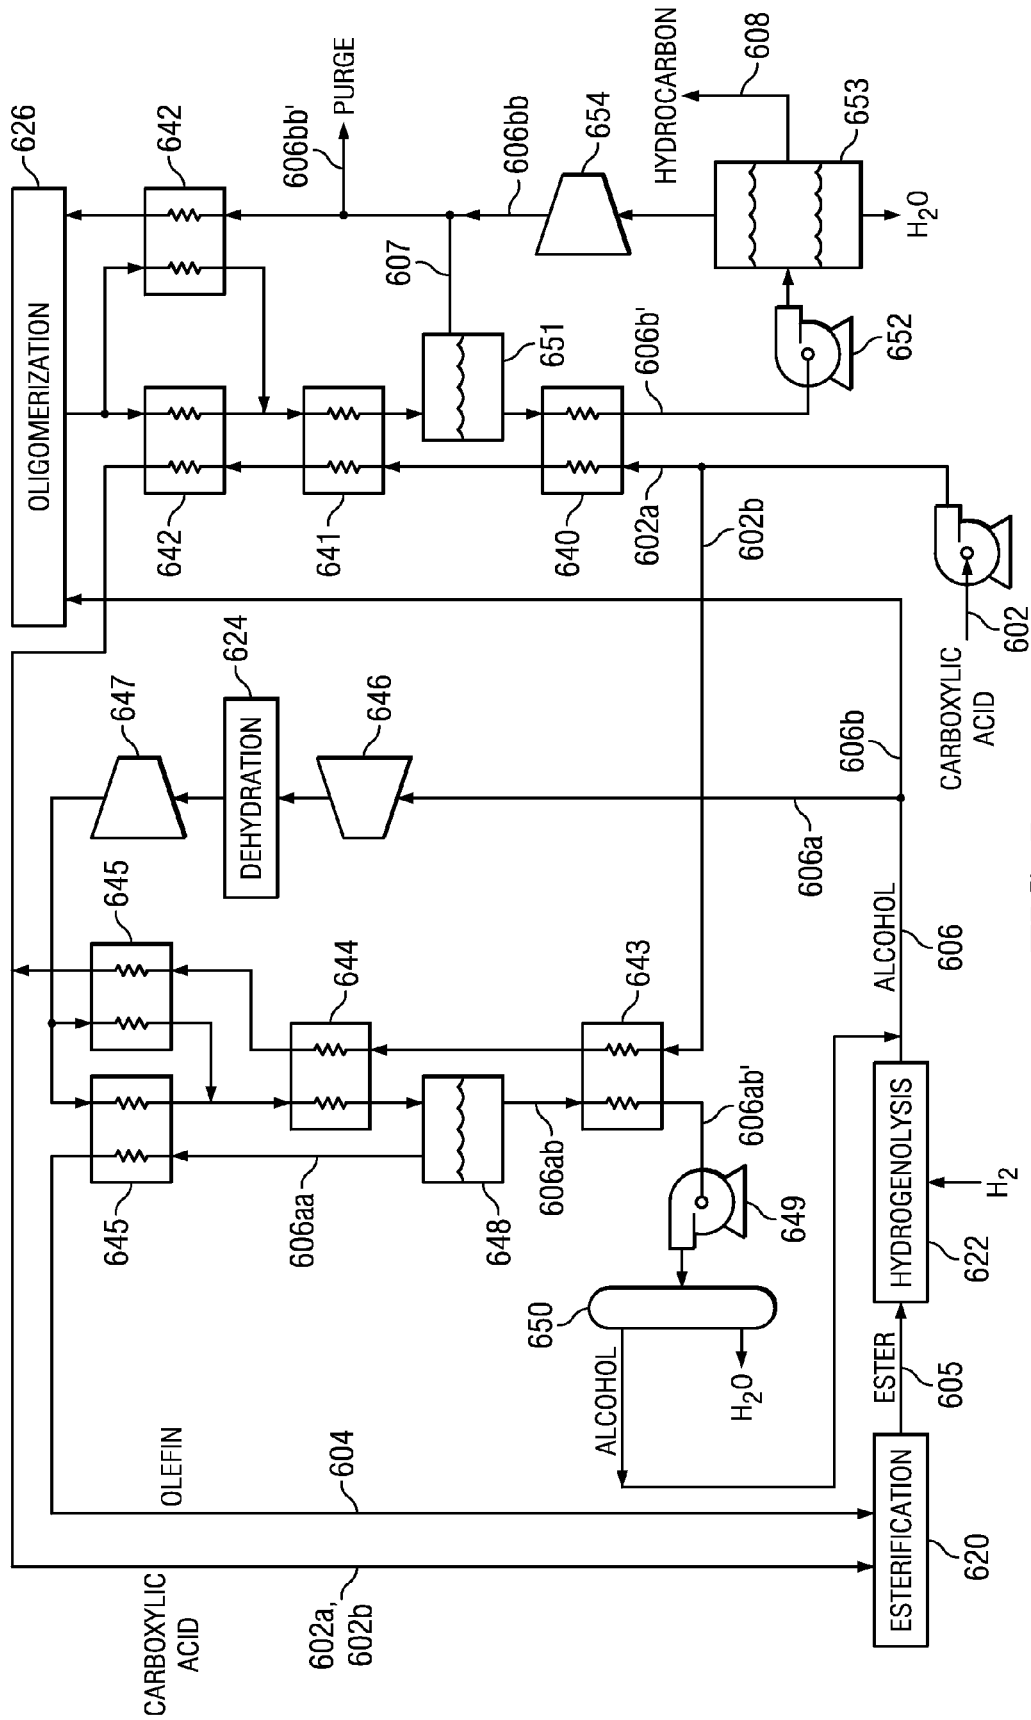 626
OLIGOMERIZATION
642
606bb'
PURGE
606bb
654
HYDROCARBON
608
653
H2O
607
651
606b'
652
642
641
640
602a
602b
602
CARBOXYLIC
ACID
647
624
DEHYDRATION
646
606a
606b
645
644
643
ALCOHOL
606
645
606aa
648
606ab
606ab'
649
650
ALCOHOL
H2O
HYDROGENOLYSIS
622
H2
ESTER
605
OLEFIN
604
CARBOXYLIC
ACID
602a,
602b
ESTERIFICATION
620